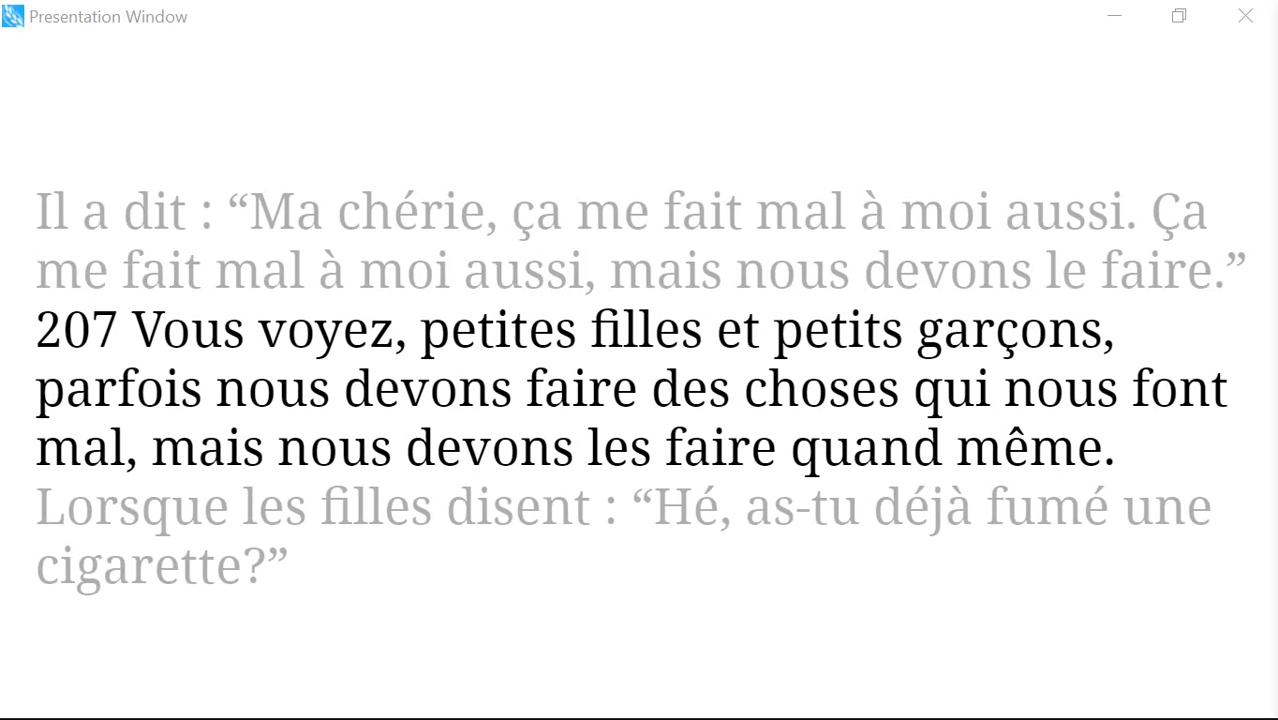 Presentation Window
Il a dit : “Ma chérie, ça me fait mal à moi aussi. Ça
me fait mal à moi aussi, mais nous devons le faire.”
207 Vous voyez, petites filles et petits garçons,
parfois nous devons faire des choses qui nous font
mal, mais nous devons les faire quand même.
Lorsque les filles disent : “Hé, as-tu déjà fumé une
cigarette?”